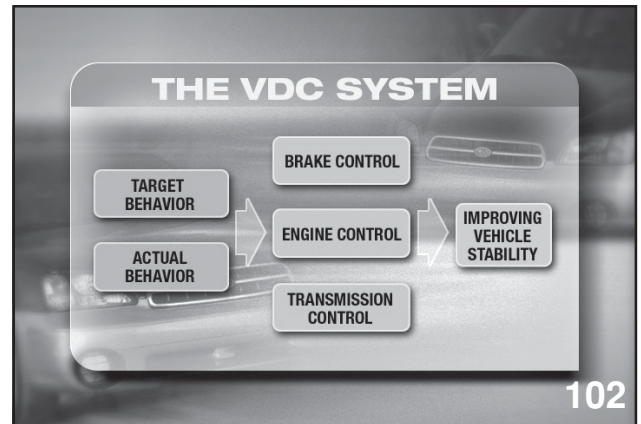 THE VDC SYSTEM
TARGET
BEHAVIOR
ACTUAL
BEHAVIOR
BRAKE CONTROL
ENGINE CONTROL
TRANSMISSION
CONTROL
IMPROVING
VEHICLE
STABILITY
102